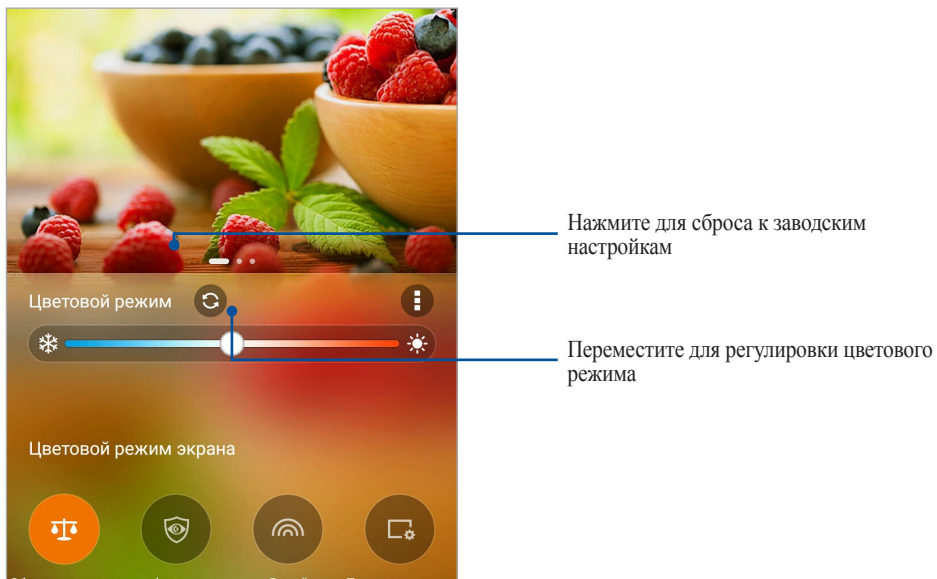 Нажмите для сброса к заводским
настройкам
Цветовой режим
Переместите для регулировки цветового
режима
Цветовой режим экрана